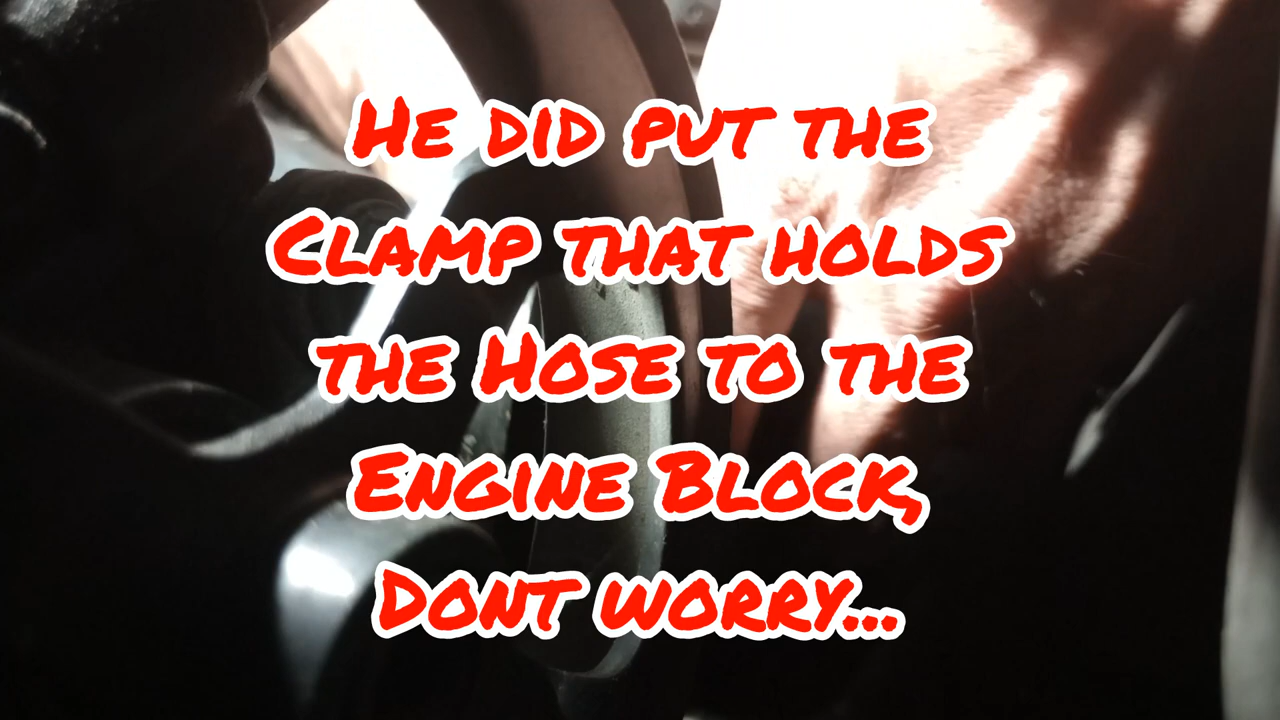 He did put the
Clamp that holds
the Hose to the
Engine Block,
Dont worry...